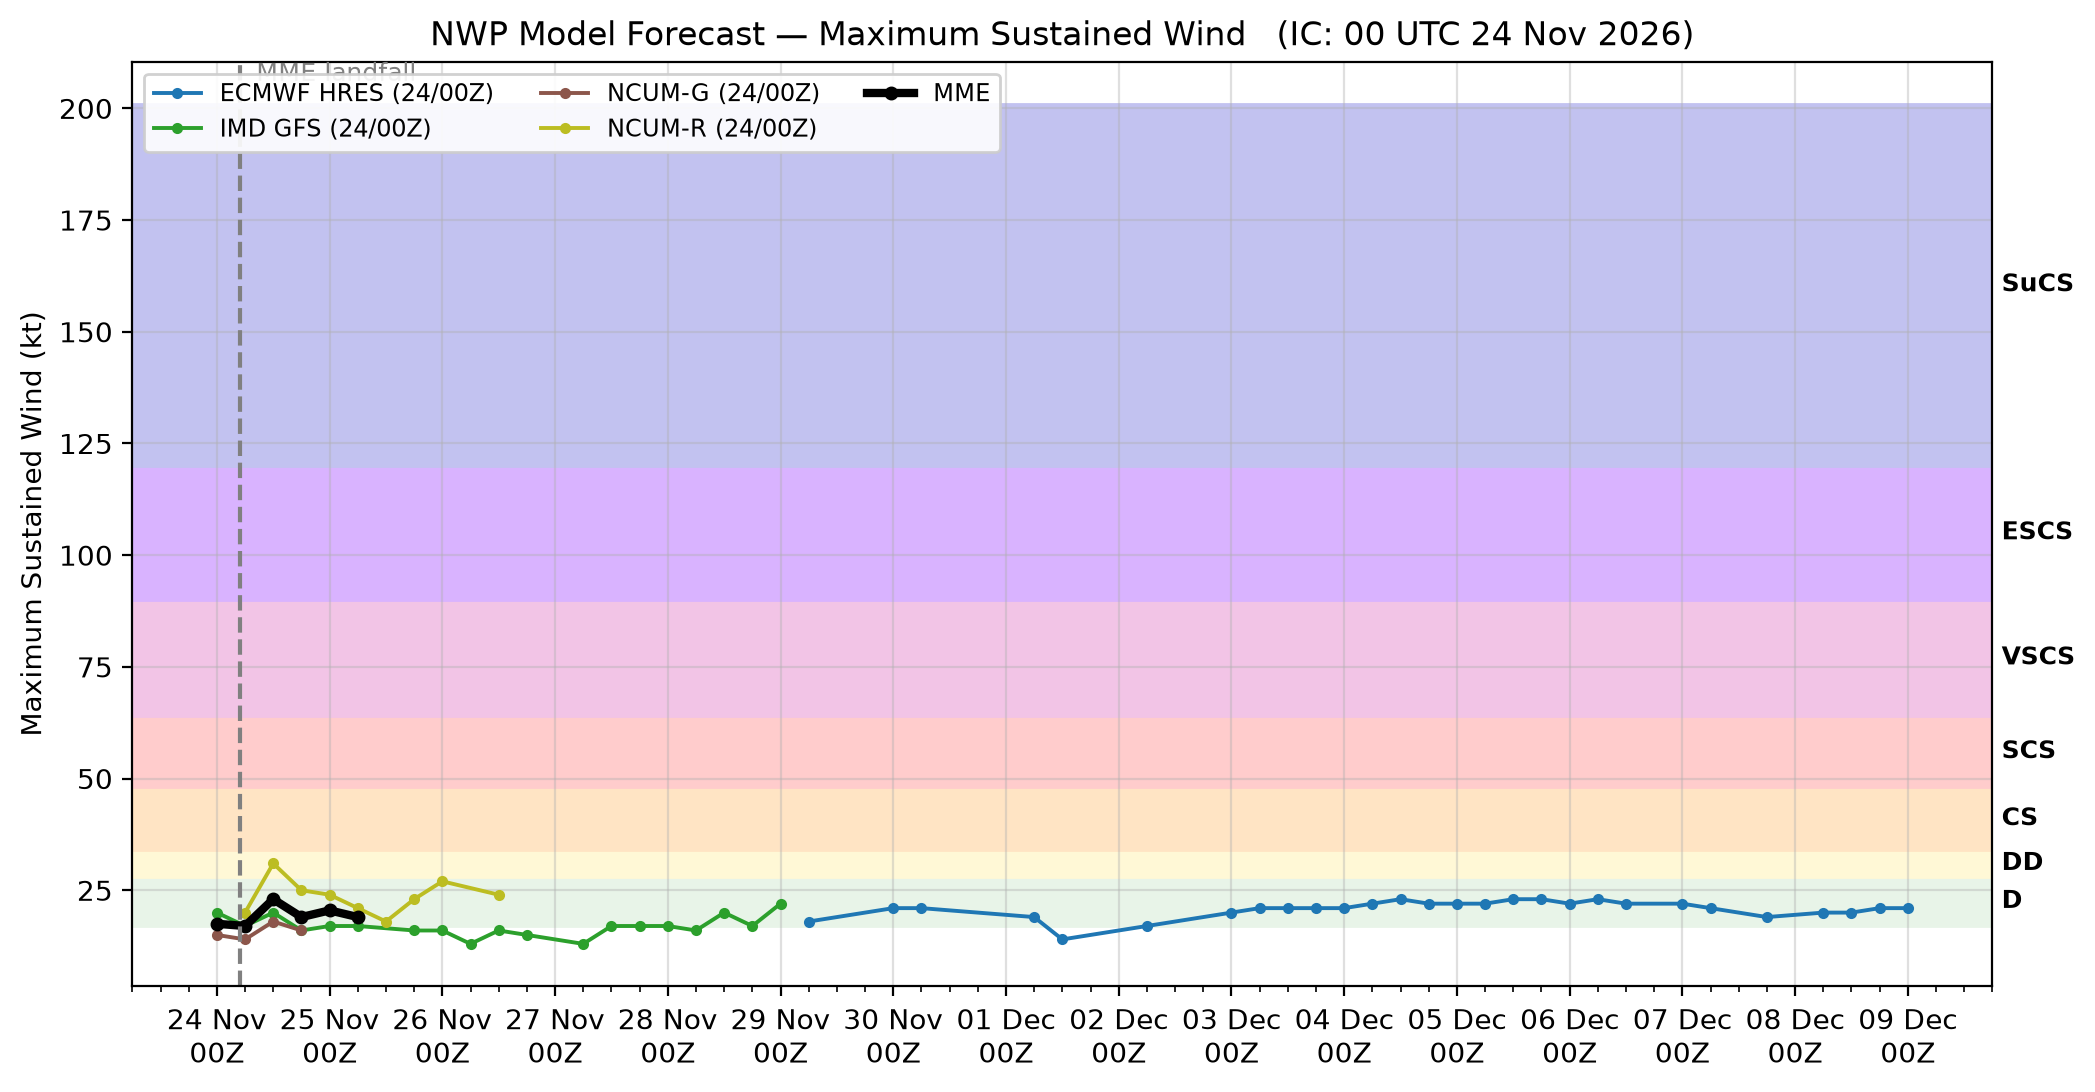 NWP Model Forecast — Maximum Sustained Wind (IC: 00 UTC 24 Nov 2026)
MME landfall
ECMWF HRES (24/00Z)
IMD GFS (24/00Z)
NCUM-G (24/00Z)
NCUM-R (24/00Z)
MME
Maximum Sustained Wind (kt)
200
175
150
125
100
75
50
25
SuCS
ESCS
VSCS
SCS
CS
DD
D
24 Nov 25 Nov 26 Nov 27 Nov 28 Nov 29 Nov 30 Nov 01 Dec 02 Dec 03 Dec 04 Dec 05 Dec 06 Dec 07 Dec 08 Dec 09 Dec
00Z 00Z 00Z 00Z 00Z 00Z 00Z 00Z 00Z 00Z 00Z 00Z 00Z 00Z 00Z 00Z